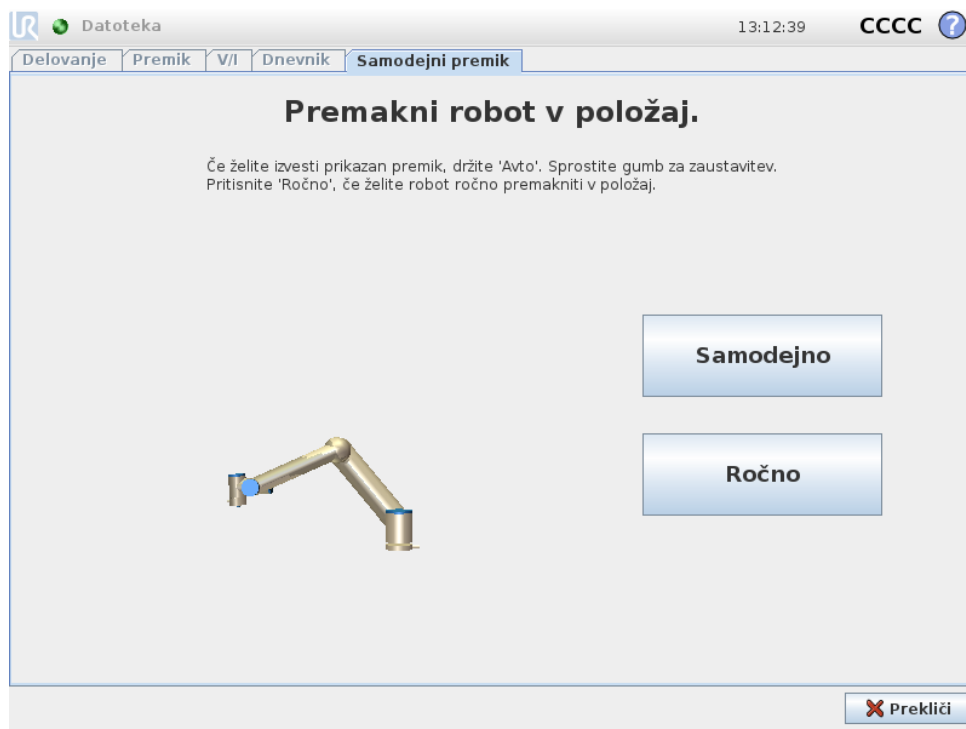 UR Datoteka 13:12:39 CCCC ?
Delovanje Premik V/I Dnevnik Samodejni premik
Premakni robot v položaj.
Če želite izvesti prikazan premik, držite 'Avto'. Sprostite gumb za zaustavitev.
Pritisnite 'Ročno', če želite robot ročno premakniti v položaj.
Samodejno
Ročno
Prekliči